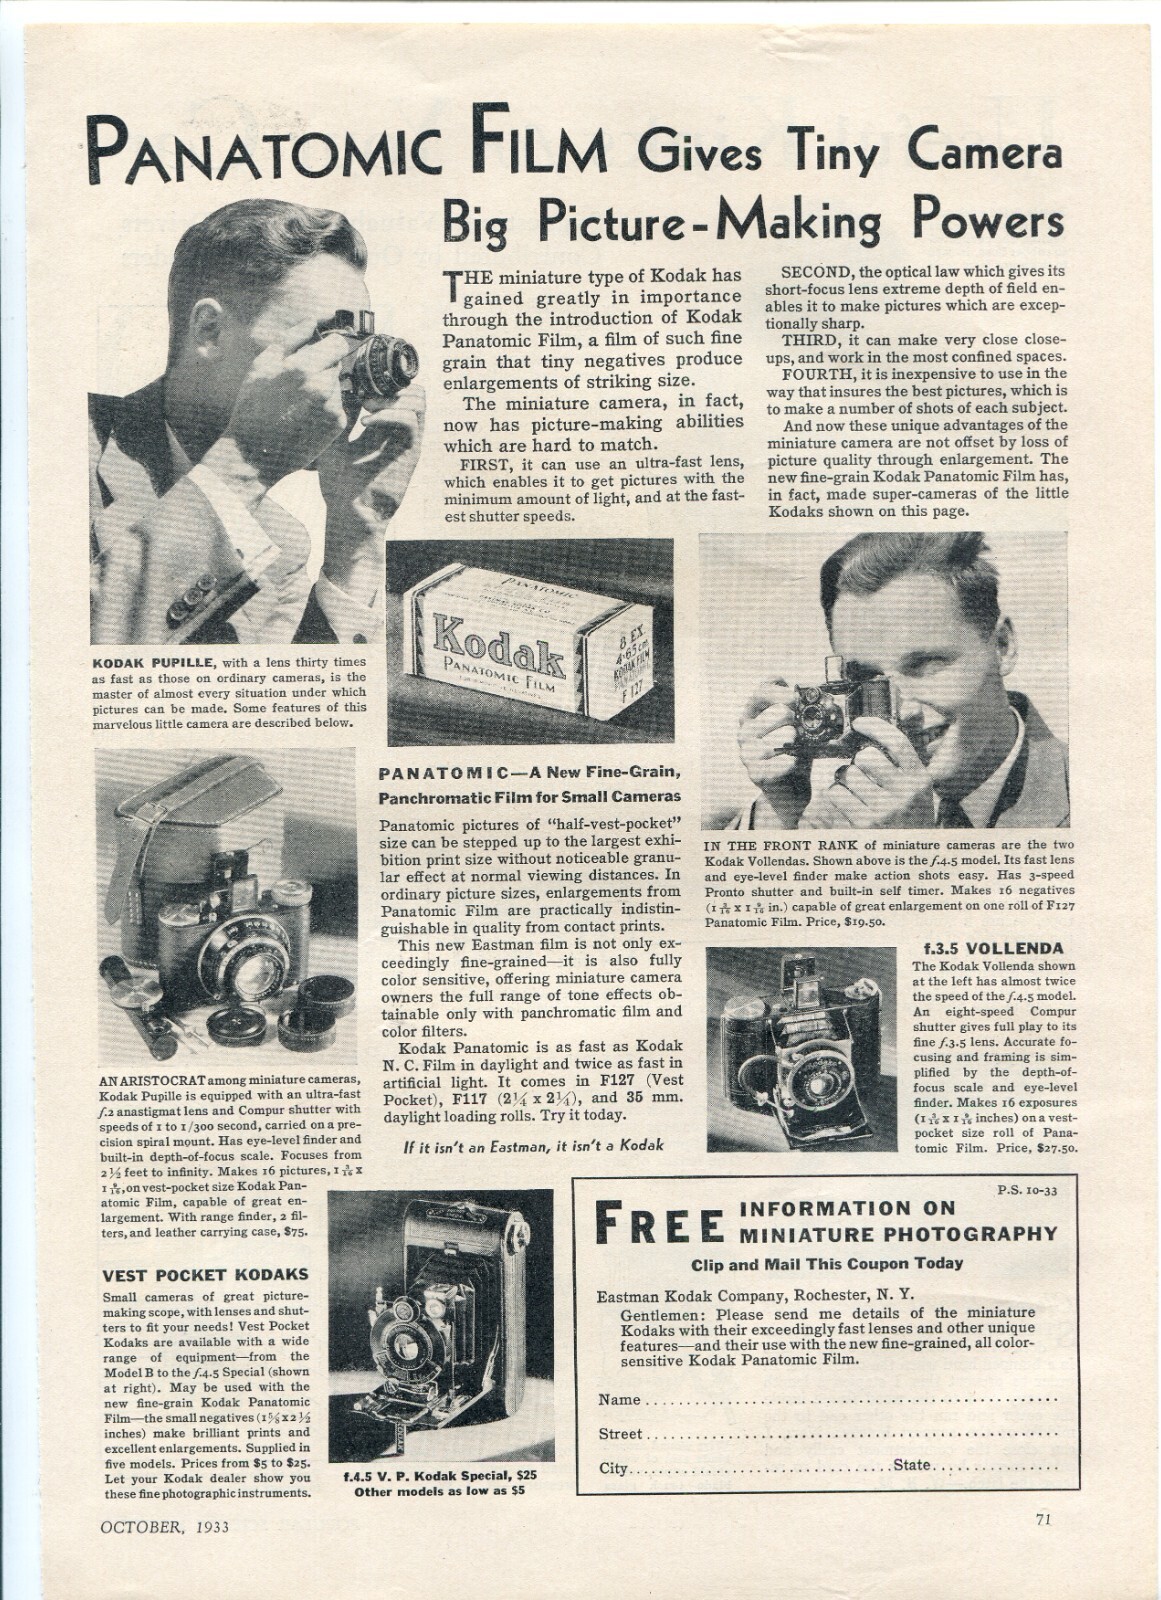 PANATOMIC FILM Gives Tiny Camera
Big Picture-Making Powers
THE miniature type of Kodak has
gained greatly in importance
through the introduction of Kodak
Panatomic Film, a film of such fine
grain that tiny negatives produce
enlargements of striking size.
The miniature camera, in fact,
now has picture-making abilities
which are hard to match.
FIRST, it can use an ultra-fast lens,
which enables it to get pictures with the
minimum amount of light, and at the fast-
est shutter speeds.
SECOND, the optical law which gives its
short-focus lens extreme depth of field en-
ables it to make pictures which are excep-
tionally sharp.
THIRD, it can make very close close-
ups, and work in the most confined spaces.
FOURTH, it is inexpensive to use in the
way that insures the best pictures, which is
to make a number of shots of each subject.
And now these unique advantages of the
miniature camera are not offset by loss of
picture quality through enlargement. The
new fine-grain Kodak Panatomic Film has,
in fact, made super-cameras of the little
Kodaks shown on this page.
KODAK PUPILLE, with a lens thirty times
as fast as those on ordinary cameras, is the
master of almost every situation under which
pictures can be made. Some features of this
marvelous little camera are described below.
PANATOMIC
Kodak
PANATOMIC FILM
8 EX.
4·6.5 cm.
KODAK FILM
F 127
PANATOMIC—A New Fine-Grain,
Panchromatic Film for Small Cameras
Panatomic pictures of "half-vest-pocket"
size can be stepped up to the largest exhi-
bition print size without noticeable granu-
lar effect at normal viewing distances. In
ordinary picture sizes, enlargements from
Panatomic Film are practically indistin-
guishable in quality from contact prints.
This new Eastman film is not only ex-
ceedingly fine-grained—it is also fully
color sensitive, offering miniature camera
owners the full range of tone effects ob-
tainable only with panchromatic film and
color filters.
Kodak Panatomic is as fast as Kodak
N. C. Film in daylight and twice as fast in
artificial light. It comes in F127 (Vest
Pocket), F117 (2¼ x 2¼), and 35 mm.
daylight loading rolls. Try it today.
If it isn't an Eastman, it isn't a Kodak
IN THE FRONT RANK of miniature cameras are the two
Kodak Vollendas. Shown above is the f.4.5 model. Its fast lens
and eye-level finder make action shots easy. Has 3-speed
Pronto shutter and built-in self timer. Makes 16 negatives
(1 3/16 x 1 9/16 in.) capable of great enlargement on one roll of F127
Panatomic Film. Price, $19.50.
f.3.5 VOLLENDA
The Kodak Vollenda shown
at the left has almost twice
the speed of the f.4.5 model.
An eight-speed Compur
shutter gives full play to its
fine f.3.5 lens. Accurate fo-
cusing and framing is sim-
plified by the depth-of-
focus scale and eye-level
finder. Makes 16 exposures
(1 3/16 x 1 9/16 inches) on a vest-
pocket size roll of Pana-
tomic Film. Price, $27.50.
AN ARISTOCRAT among miniature cameras,
Kodak Pupille is equipped with an ultra-fast
f.2 anastigmat lens and Compur shutter with
speeds of 1 to 1/300 second, carried on a pre-
cision spiral mount. Has eye-level finder and
built-in depth-of-focus scale. Focuses from
2½ feet to infinity. Makes 16 pictures, 1 3/16 x
1 9/16, on vest-pocket size Kodak Pan-
atomic Film, capable of great en-
largement. With range finder, 2 fil-
ters, and leather carrying case, $75.
VEST POCKET KODAKS
Small cameras of great picture-
making scope, with lenses and shut-
ters to fit your needs! Vest Pocket
Kodaks are available with a wide
range of equipment—from the
Model B to the f.4.5 Special (shown
at right). May be used with the
new fine-grain Kodak Panatomic
Film—the small negatives (1⅝ x 2½
inches) make brilliant prints and
excellent enlargements. Supplied in
five models. Prices from $5 to $25.
Let your Kodak dealer show you
these fine photographic instruments.
KODAK
f.4.5 V. P. Kodak Special, $25
Other models as low as $5
P.S. 10-33
FREE INFORMATION ON
MINIATURE PHOTOGRAPHY
Clip and Mail This Coupon Today
Eastman Kodak Company, Rochester, N. Y.
Gentlemen: Please send me details of the miniature
Kodaks with their exceedingly fast lenses and other unique
features—and their use with the new fine-grained, all color-
sensitive Kodak Panatomic Film.
Name
Street
City State
OCTOBER, 1933
71